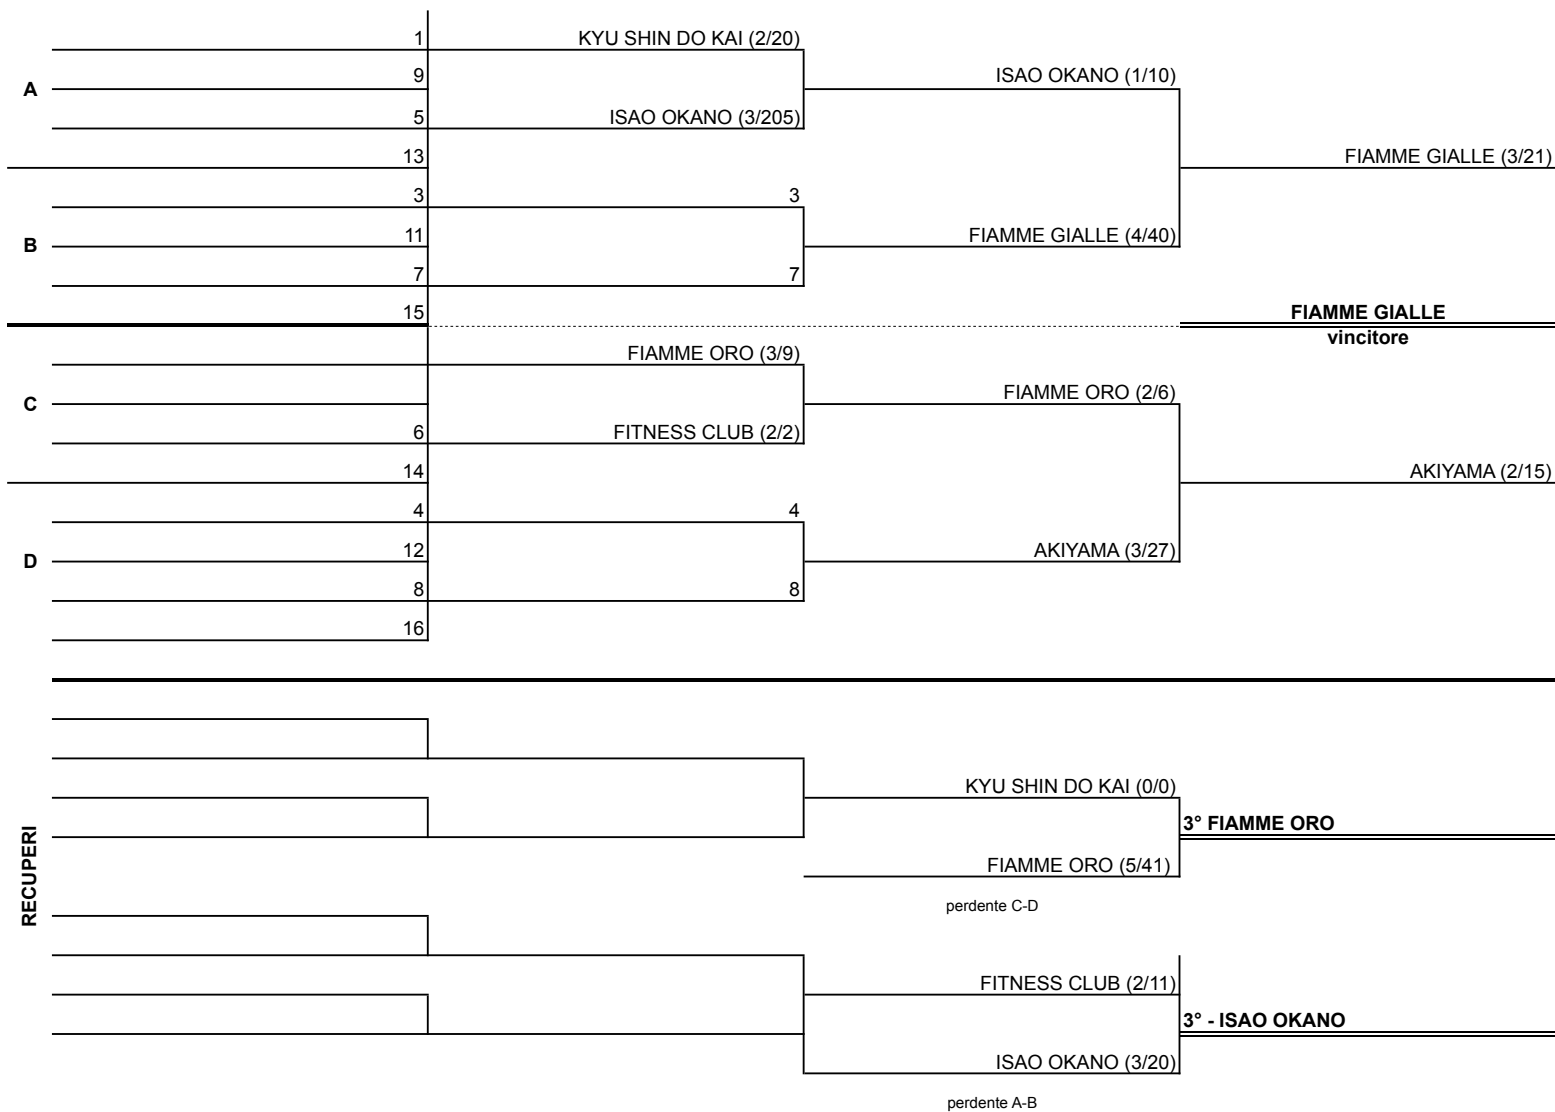 1 KYU SHIN DO KAI (2/20)
A 9 ISAO OKANO (1/10)
5 ISAO OKANO (3/205)
13 FIAMME GIALLE (3/21)
3 3
B 11 FIAMME GIALLE (4/40)
7 7
15 FIAMME GIALLE
vincitore
FIAMME ORO (3/9)
C FIAMME ORO (2/6)
6 FITNESS CLUB (2/2)
14 AKIYAMA (2/15)
4 4
D 12 AKIYAMA (3/27)
8 8
16
RECUPERI
KYU SHIN DO KAI (0/0)
3° FIAMME ORO
FIAMME ORO (5/41)
perdente C-D
FITNESS CLUB (2/11)
3° - ISAO OKANO
ISAO OKANO (3/20)
perdente A-B